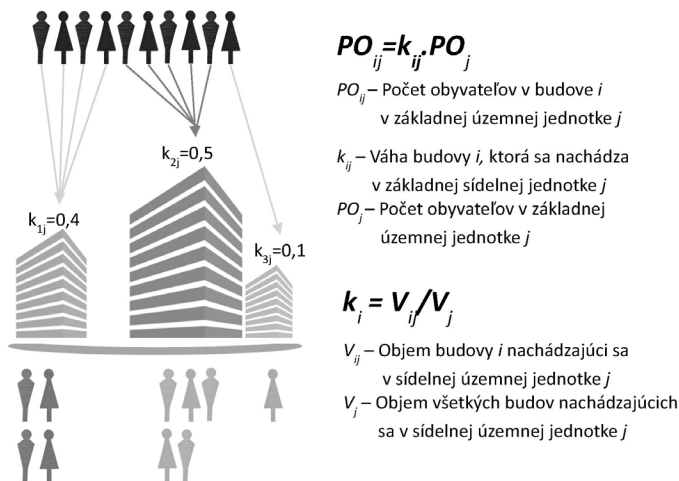 k2j=0,5
k1j=0,4
k3j=0,1
POij=kij.POj
POij – Počet obyvateľov v budove i
v základnej územnej jednotke j
kij – Váha budovy i, ktorá sa nachádza
v základnej sídelnej jednotke j
POj – Počet obyvateľov v základnej
územnej jednotke j
ki = Vij/Vj
Vij – Objem budovy i nachádzajúci sa
v sídelnej územnej jednotke j
Vj – Objem všetkých budov nachádzajúcich
sa v sídelnej územnej jednotke j